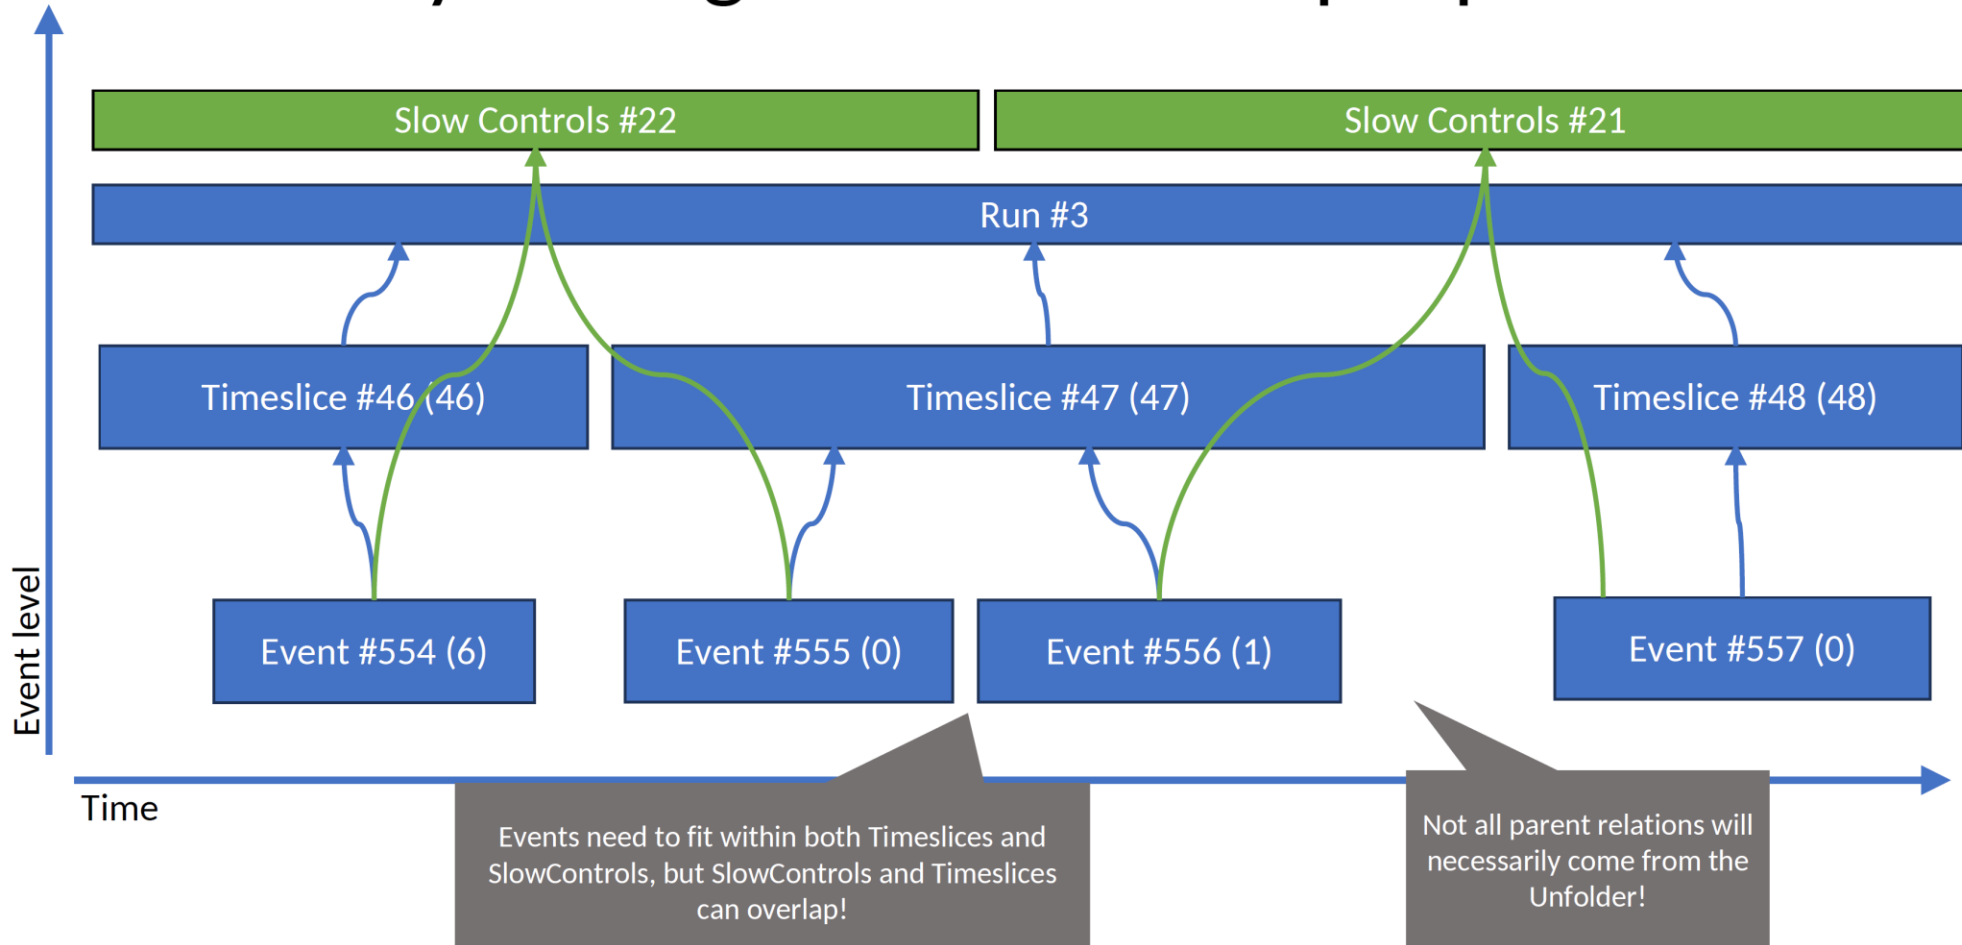 Slow Controls #22
Slow Controls #21
Run #3
Timeslice #46 (46)
Timeslice #47 (47)
Timeslice #48 (48)
Event level
Event #554 (6)
Event #555 (0)
Event #556 (1)
Event #557 (0)
Time
Events need to fit within both Timeslices and
SlowControls, but SlowControls and Timeslices
can overlap!
Not all parent relations will
necessarily come from the
Unfolder!